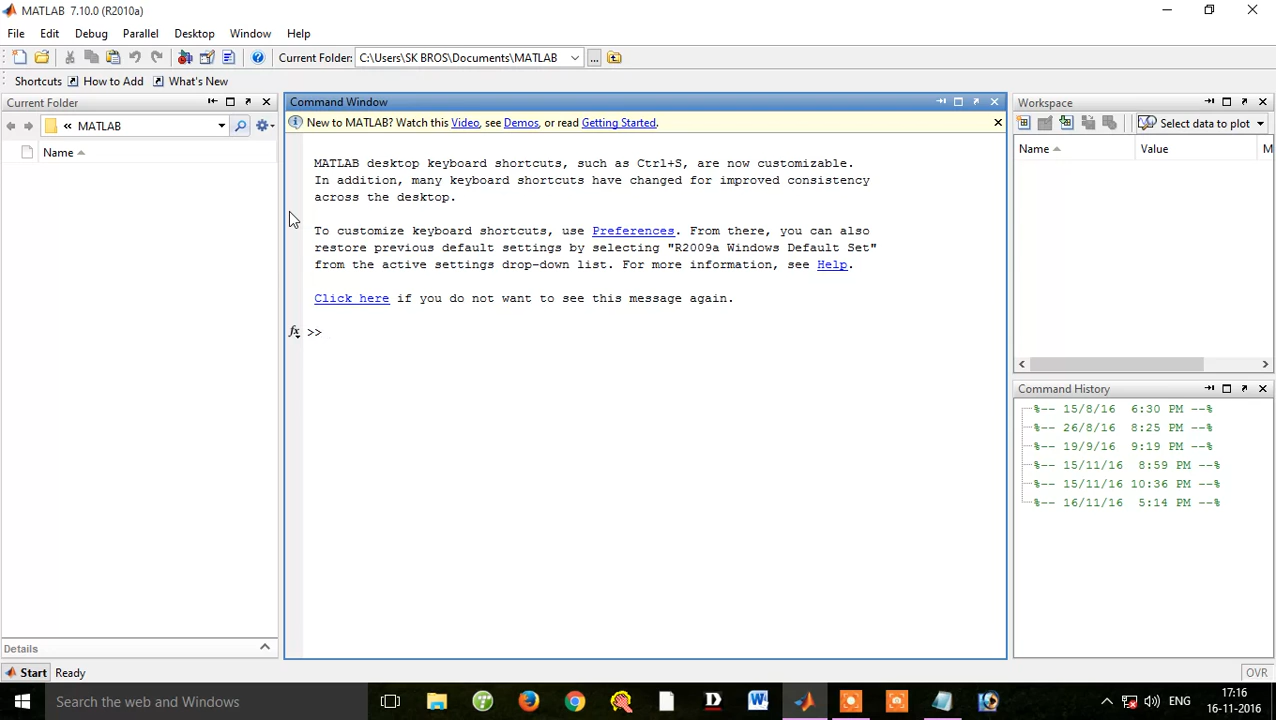 MATLAB 7.10.0 (R2010a)
File Edit Debug Parallel Desktop Window Help
Current Folder: C:\Users\SK BROS\Documents\MATLAB ...
Shortcuts How to Add What's New
Current Folder
« MATLAB
Name
Command Window
New to MATLAB? Watch this Video, see Demos, or read Getting Started.
MATLAB desktop keyboard shortcuts, such as Ctrl+S, are now customizable.
In addition, many keyboard shortcuts have changed for improved consistency
across the desktop.
To customize keyboard shortcuts, use Preferences. From there, you can also
restore previous default settings by selecting "R2009a Windows Default Set"
from the active settings drop-down list. For more information, see Help.
Click here if you do not want to see this message again.
fx >>
Workspace
Select data to plot
Name Value M
Command History
%-- 15/8/16 6:30 PM --%
%-- 26/8/16 8:25 PM --%
%-- 19/9/16 9:19 PM --%
%-- 15/11/16 8:59 PM --%
%-- 15/11/16 10:36 PM --%
%-- 16/11/16 5:14 PM --%
Details
Start Ready
OVR
Search the web and Windows
ENG
17:16
16-11-2016